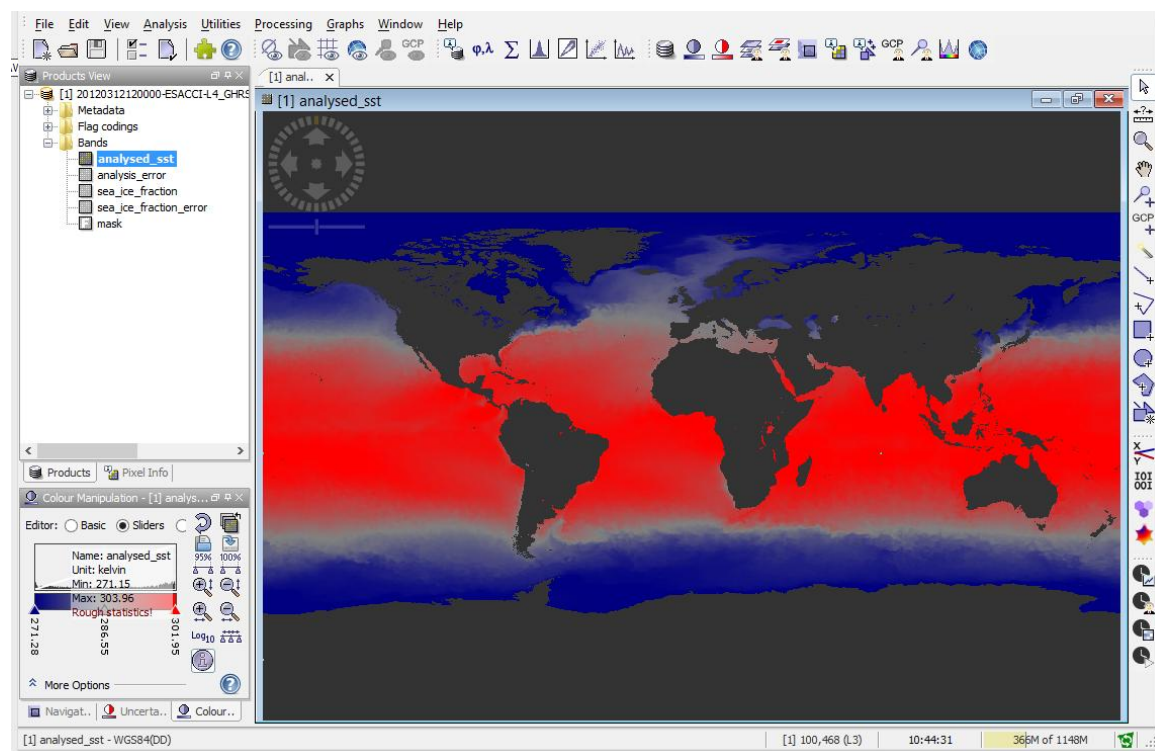 File Edit View Analysis Utilities Processing Graphs Window Help
GCP φ,λ Σ GCP
Products View
[1] anal.. x
[1] 20120312120000-ESACCI-L4_GHRS
[1] analysed_sst
Metadata
Flag codings
Bands
analysed_sst
analysis_error
sea_ice_fraction
sea_ice_fraction_error
mask
GCP
Products Pixel Info
X
Y
IOI
OOI
Colour Manipulation - [1] analys...
Editor: Basic Sliders
95% 100%
Name: analysed_sst
Unit: kelvin
Min: 271.15
Max: 303.96
Rough statistics!
271.28 286.55 301.95
Log10
More Options
Navigat.. Uncerta.. Colour..
[1] analysed_sst - WGS84(DD) [1] 100,468 (L3) 10:44:31 366M of 1148M